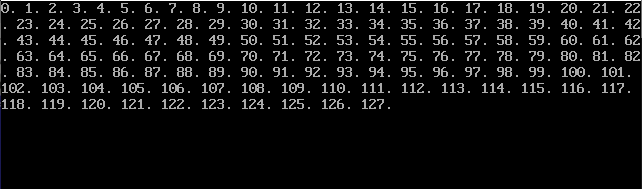 0. 1. 2. 3. 4. 5. 6. 7. 8. 9. 10. 11. 12. 13. 14. 15. 16. 17. 18. 19. 20. 21. 22
. 23. 24. 25. 26. 27. 28. 29. 30. 31. 32. 33. 34. 35. 36. 37. 38. 39. 40. 41. 42
. 43. 44. 45. 46. 47. 48. 49. 50. 51. 52. 53. 54. 55. 56. 57. 58. 59. 60. 61. 62
. 63. 64. 65. 66. 67. 68. 69. 70. 71. 72. 73. 74. 75. 76. 77. 78. 79. 80. 81. 82
. 83. 84. 85. 86. 87. 88. 89. 90. 91. 92. 93. 94. 95. 96. 97. 98. 99. 100. 101.
102. 103. 104. 105. 106. 107. 108. 109. 110. 111. 112. 113. 114. 115. 116. 117.
118. 119. 120. 121. 122. 123. 124. 125. 126. 127.